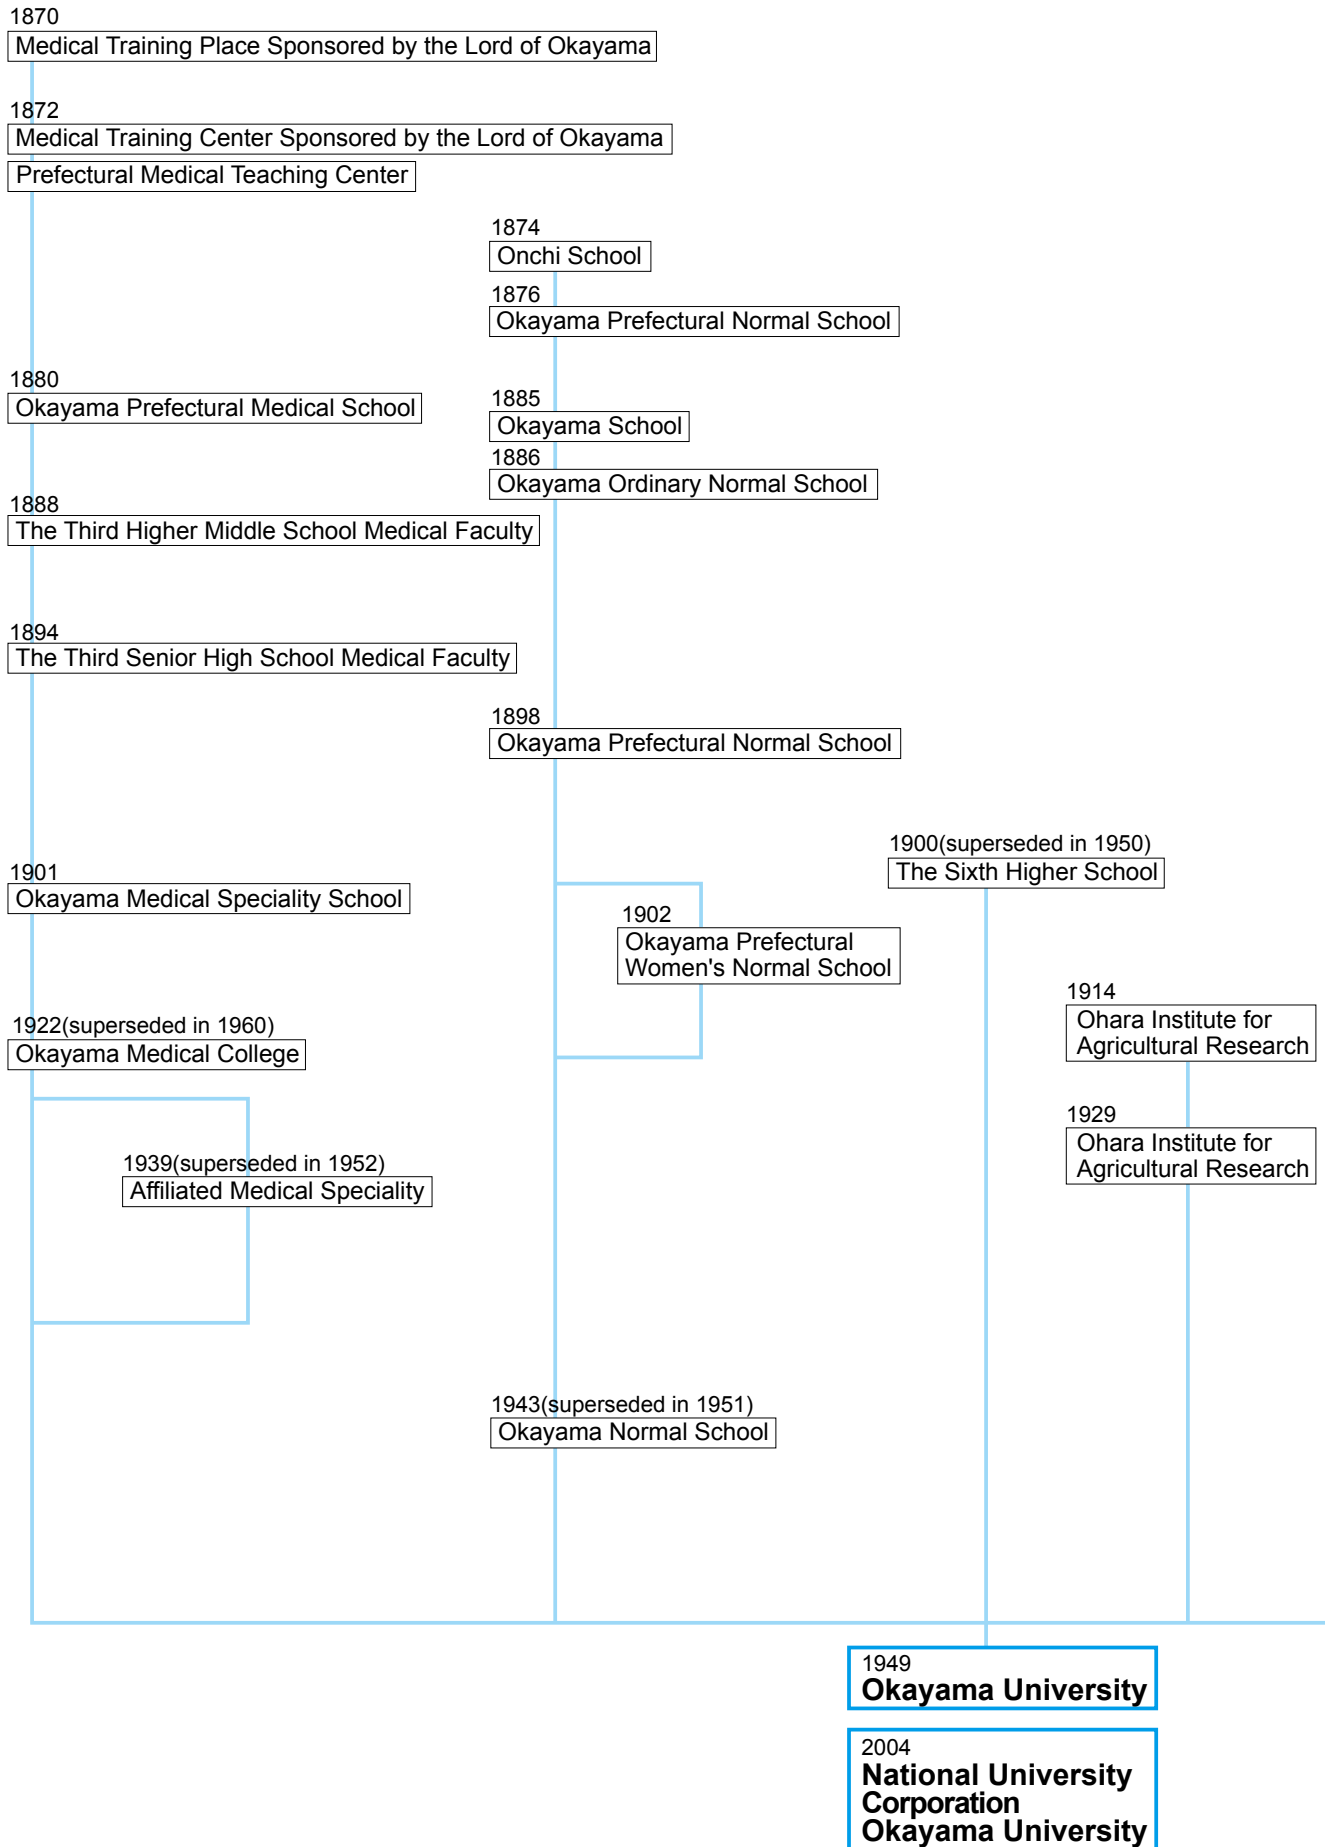 1870
Medical Training Place Sponsored by the Lord of Okayama
1872
Medical Training Center Sponsored by the Lord of Okayama
Prefectural Medical Teaching Center
1874
Onchi School
1876
Okayama Prefectural Normal School
1880
Okayama Prefectural Medical School
1885
Okayama School
1886
Okayama Ordinary Normal School
1888
The Third Higher Middle School Medical Faculty
1894
The Third Senior High School Medical Faculty
1898
Okayama Prefectural Normal School
1900(superseded in 1950)
The Sixth Higher School
1901
Okayama Medical Speciality School
1902
Okayama Prefectural
Women's Normal School
1914
Ohara Institute for
Agricultural Research
1922(superseded in 1960)
Okayama Medical College
1929
Ohara Institute for
Agricultural Research
1939(superseded in 1952)
Affiliated Medical Speciality
1943(superseded in 1951)
Okayama Normal School
1949
Okayama University
2004
National University
Corporation
Okayama University